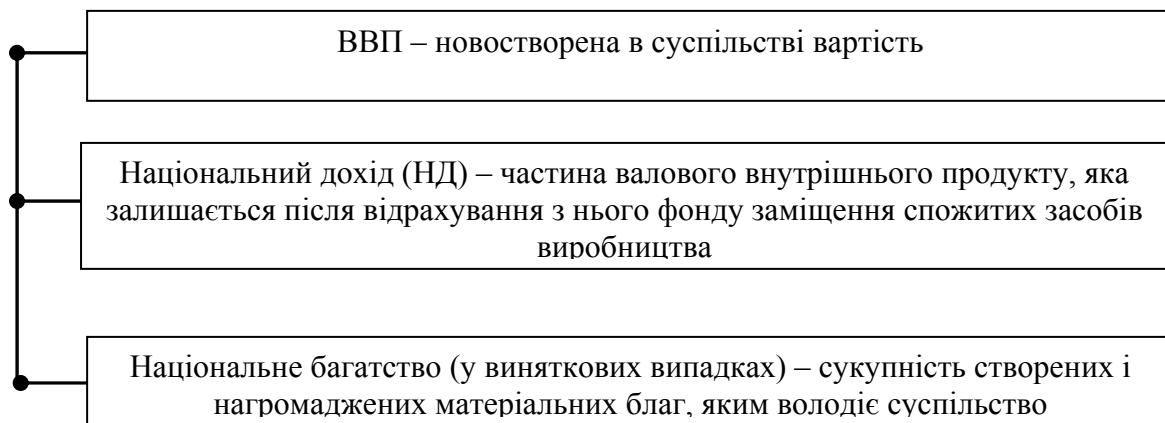 ВВП – новостворена в суспільстві вартість
Національний дохід (НД) – частина валового внутрішнього продукту, яка
залишається після відрахування з нього фонду заміщення спожитих засобів
виробництва
Національне багатство (у виняткових випадках) – сукупність створених і
нагромаджених матеріальних благ, яким володіє суспільство